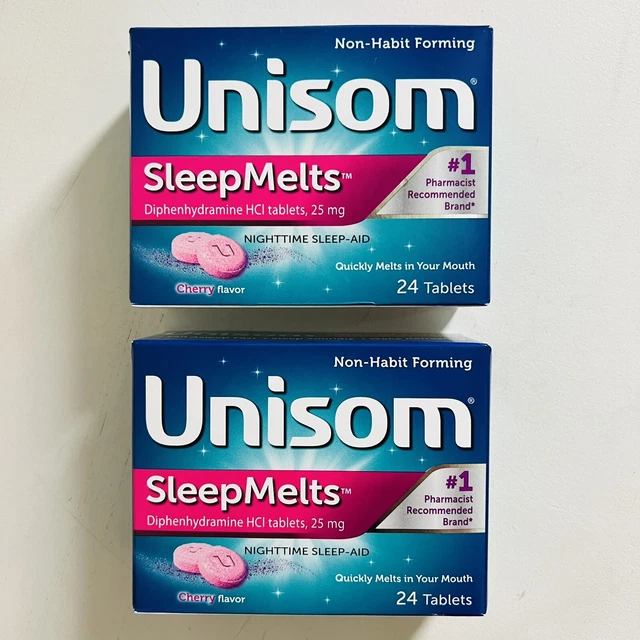 Non-Habit Forming
Unisom®
SleepMelts™
Diphenhydramine HCl tablets, 25 mg
#1
Pharmacist
Recommended
Brand*
NIGHTTIME SLEEP-AID
Quickly Melts in Your Mouth
Cherry flavor
24 Tablets
Non-Habit Forming
Unisom®
SleepMelts™
Diphenhydramine HCl tablets, 25 mg
#1
Pharmacist
Recommended
Brand*
NIGHTTIME SLEEP-AID
Quickly Melts in Your Mouth
Cherry flavor
24 Tablets